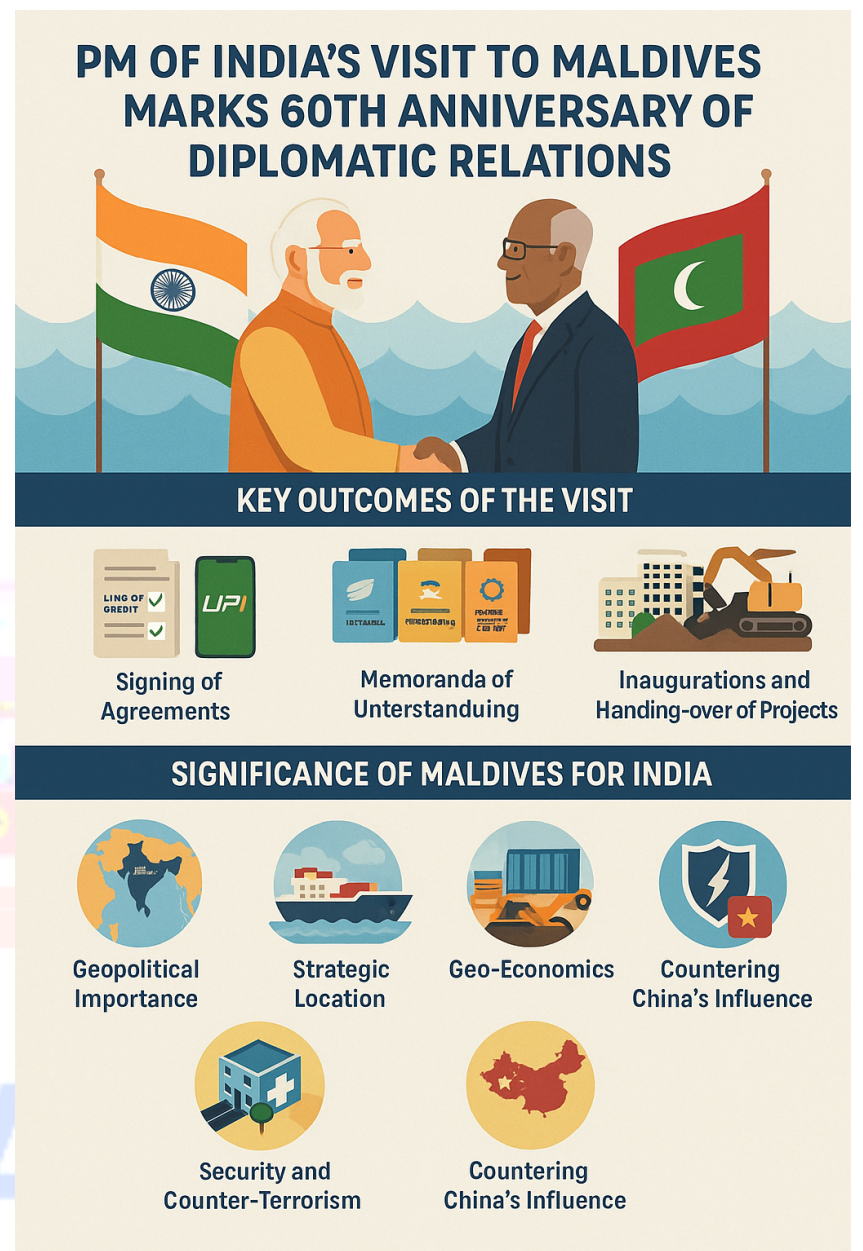 PM OF INDIA'S VISIT TO MALDIVES
MARKS 60TH ANNIVERSARY OF
DIPLOMATIC RELATIONS
KEY OUTCOMES OF THE VISIT
LING OF
GREDIT
UPI
Signing of
Agreements
Memoranda of
Unterstanduing
Inaugurations and
Handing-over of Projects
SIGNIFICANCE OF MALDIVES FOR INDIA
Geopolitical
Importance
Strategic
Location
Geo-Economics
Countering
China's Influence
Security and
Counter-Terrorism
Countering
China's Influence